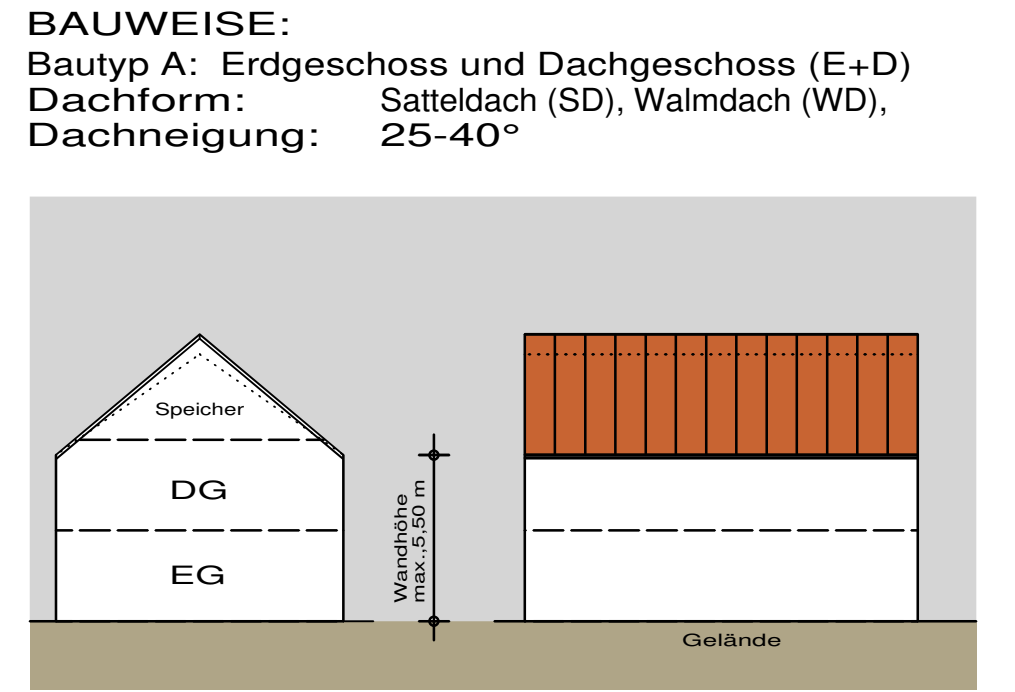 BAUWEISE:
Bautyp A: Erdgeschoss und Dachgeschoss (E+D)
Dachform: Satteldach (SD), Walmdach (WD),
Dachneigung: 25-40°
Speicher
DG
EG
Wandhöhe
max.,5,50 m
Gelände